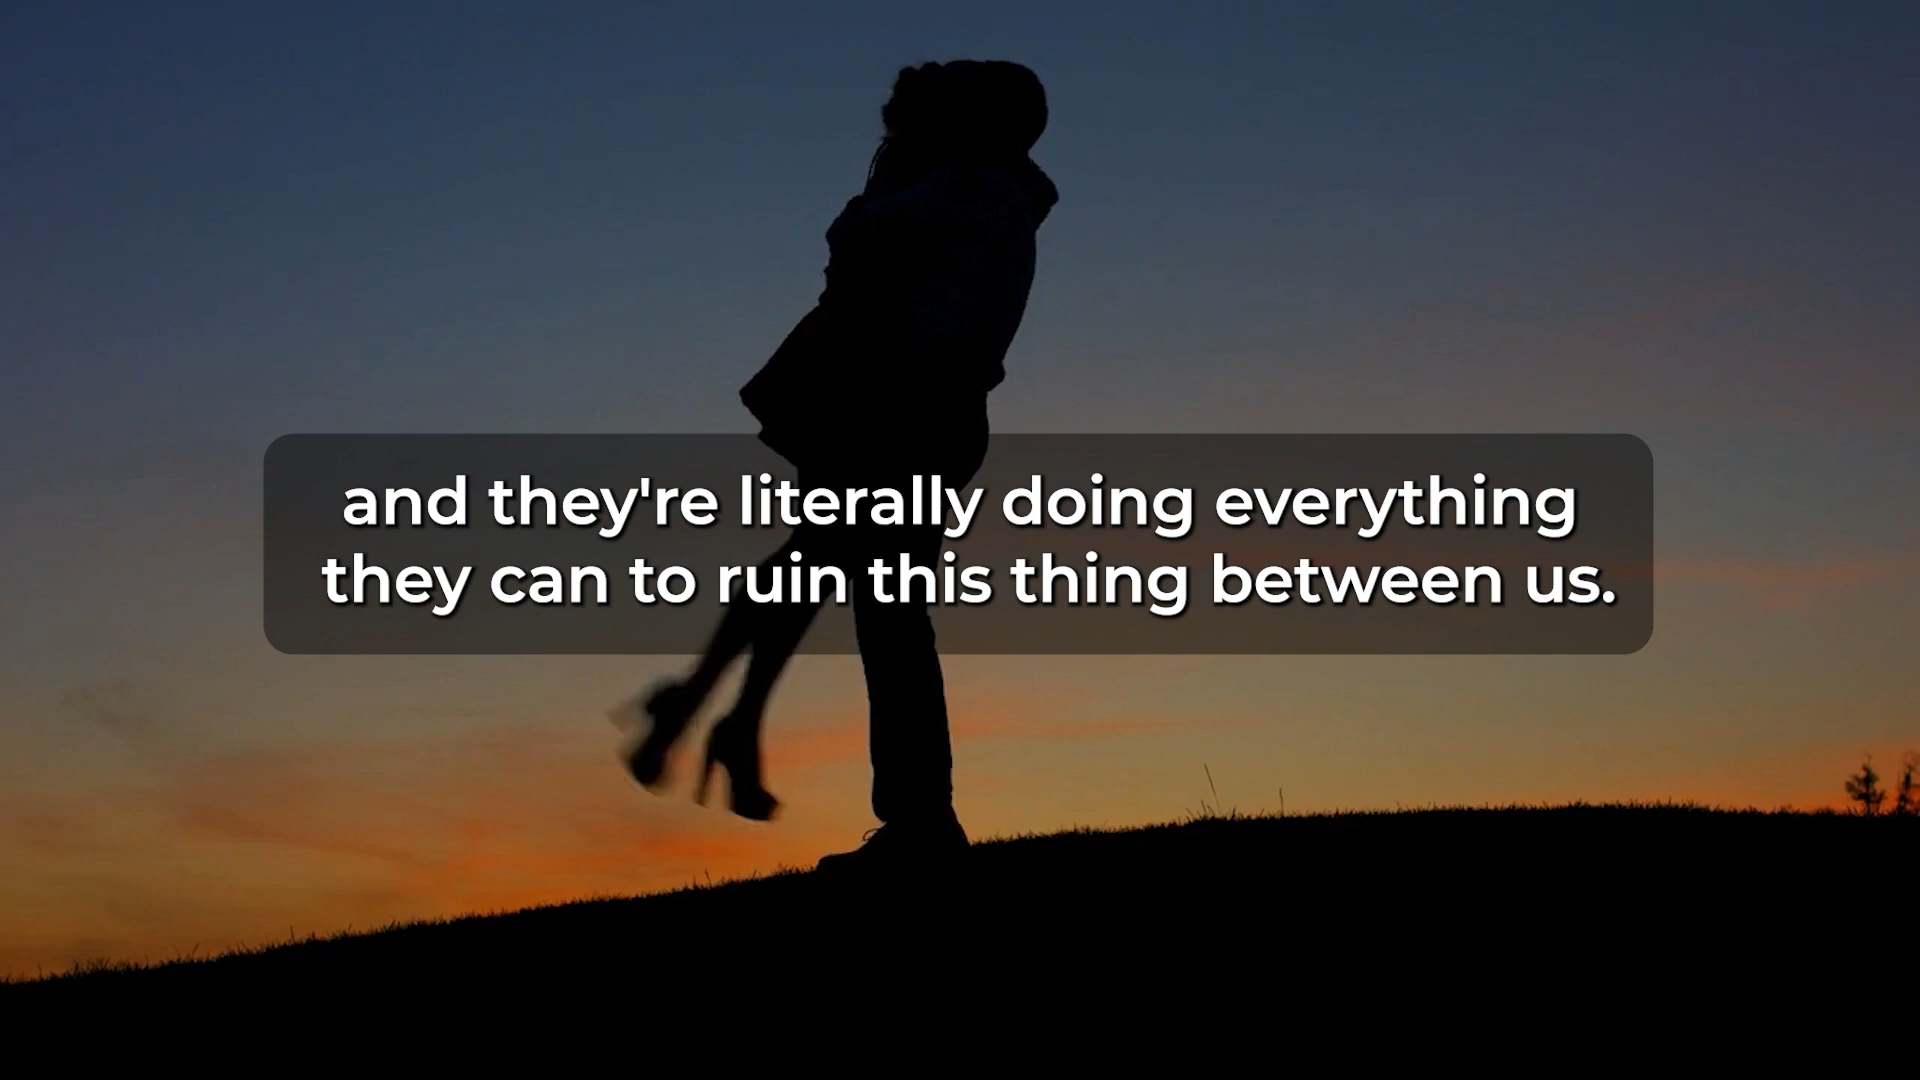 and they're literally doing everything
they can to ruin this thing between us.